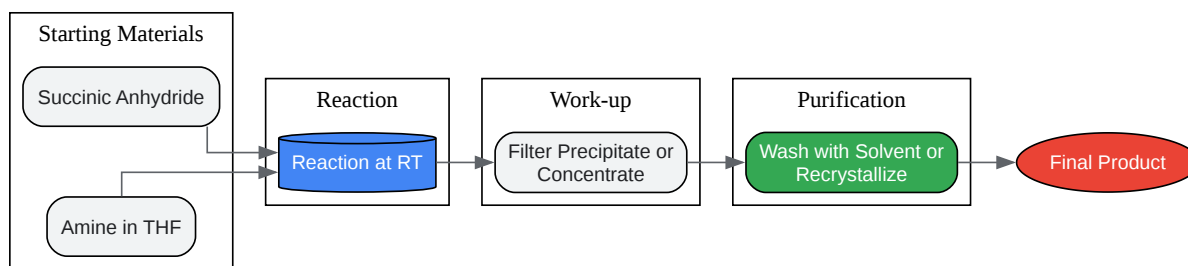 Starting Materials
Succinic Anhydride
Amine in THF
Reaction
Reaction at RT
Work-up
Filter Precipitate or
Concentrate
Purification
Wash with Solvent or
Recrystallize
Final Product